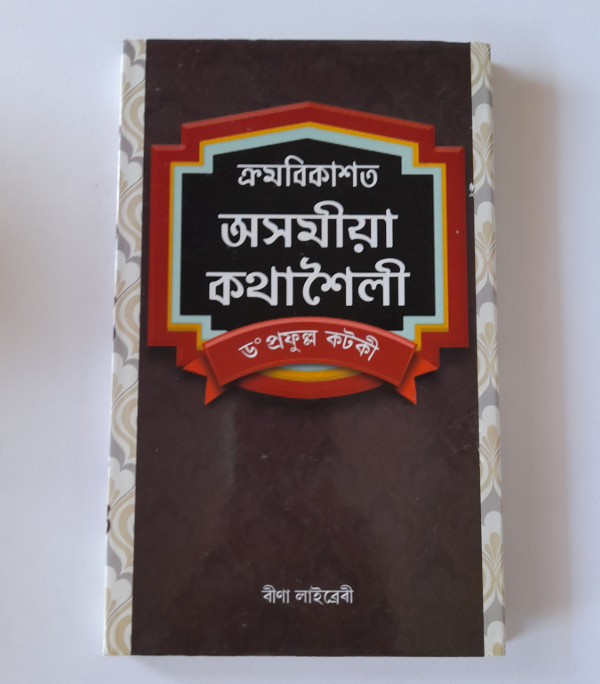 ক্ৰমবিকাশত
অসমীয়া
কথাশৈলী
ড° প্ৰফুল্ল কটকী
বীণা লাইব্ৰেৰী